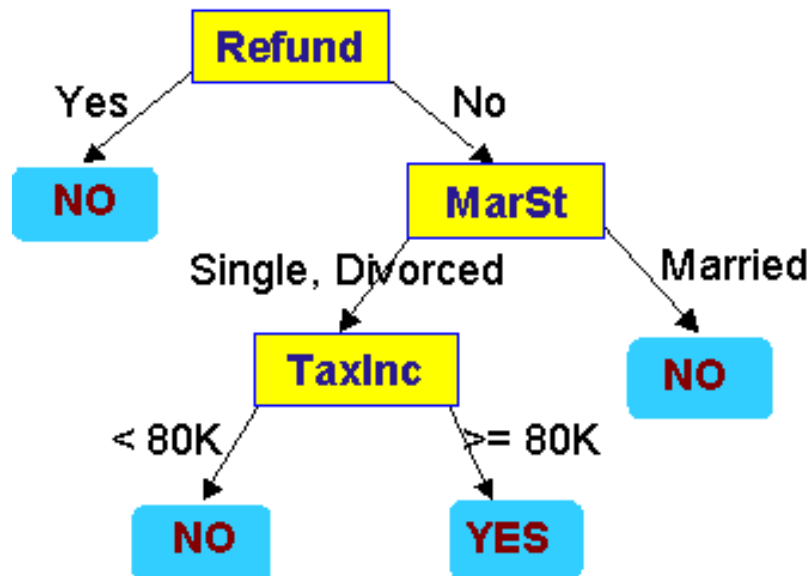 Refund
Yes
No
NO
MarSt
Single, Divorced
Married
TaxInc
NO
< 80K
>= 80K
NO
YES